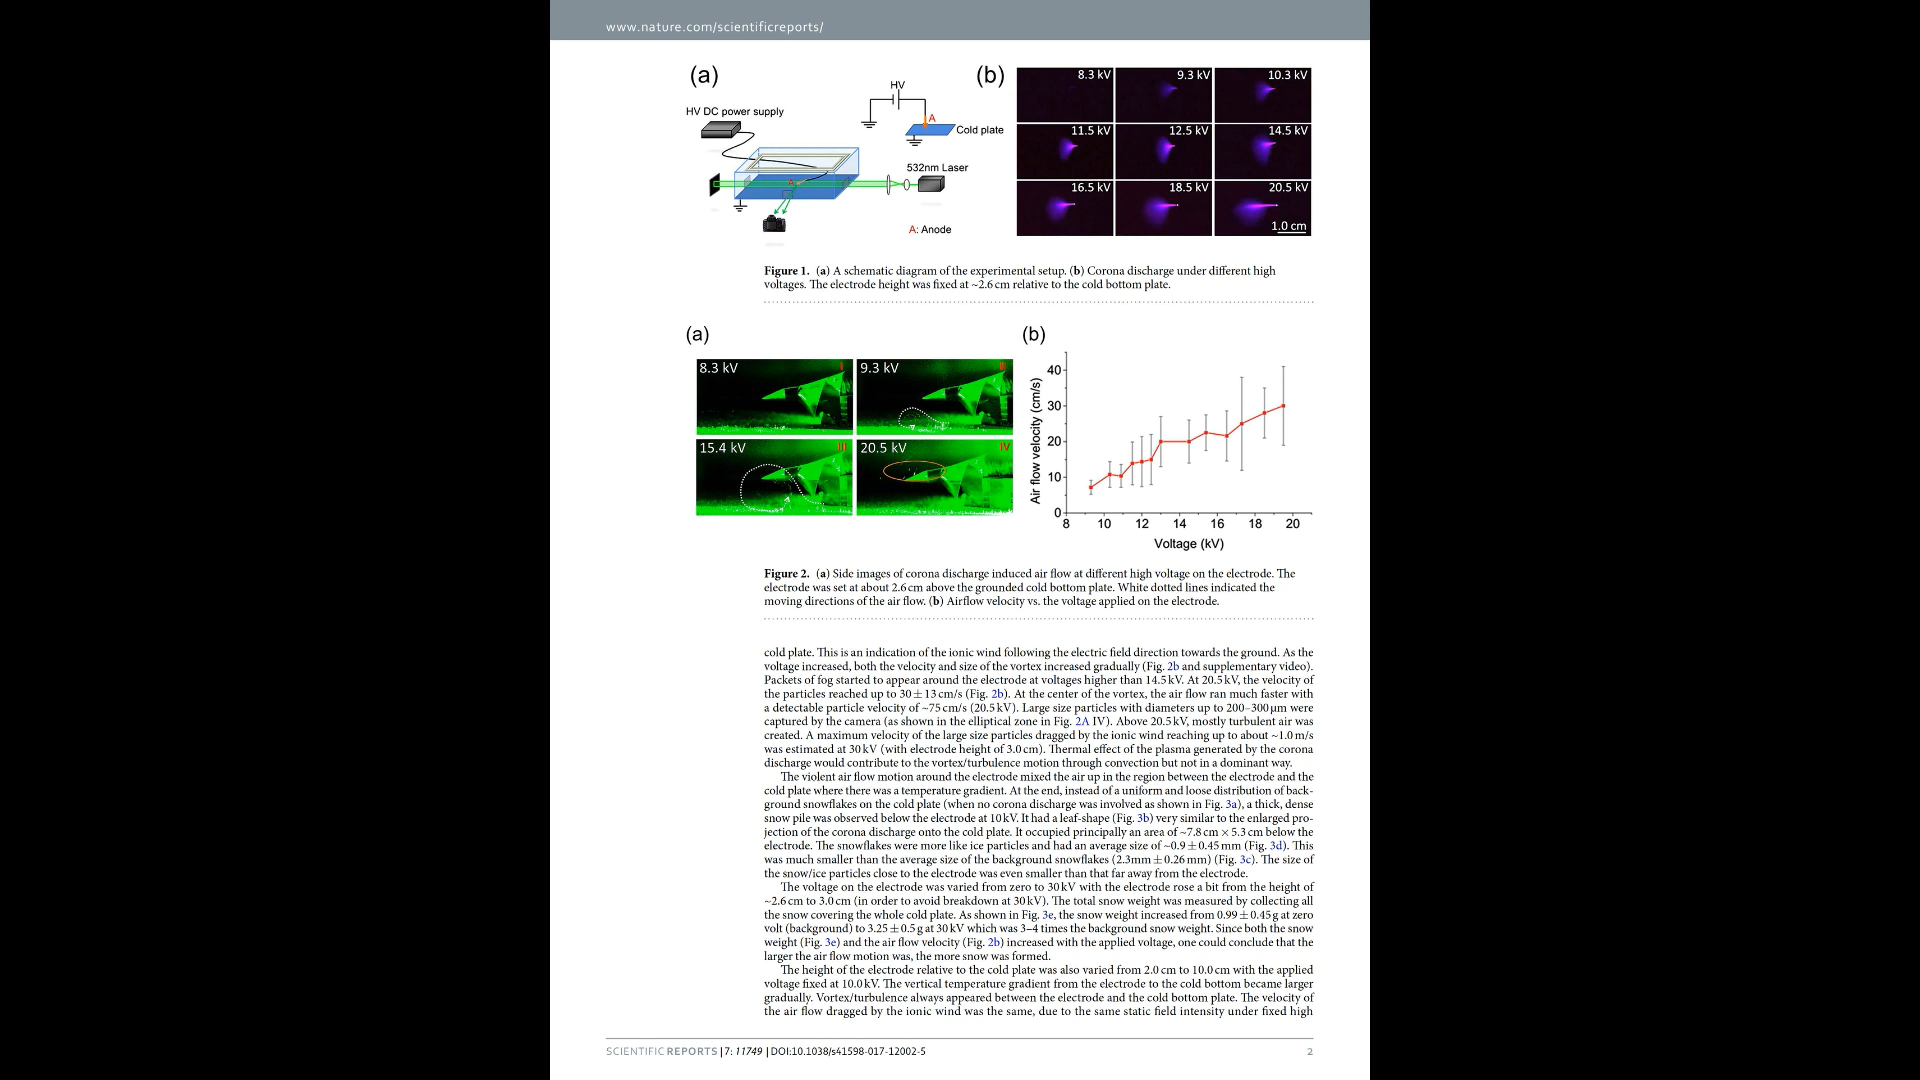 www.nature.com/scientificreports/
(a)
HV DC power supply
HV
A
Cold plate
532nm Laser
A
A: Anode
(b)
8.3 kV
9.3 kV
10.3 kV
11.5 kV
12.5 kV
14.5 kV
16.5 kV
18.5 kV
20.5 kV
1.0 cm
Figure 1. (a) A schematic diagram of the experimental setup. (b) Corona discharge under different high
voltages. The electrode height was fixed at ~2.6 cm relative to the cold bottom plate.
(a)
8.3 kV
I
9.3 kV
II
15.4 kV
III
20.5 kV
IV
(b)
Air flow velocity (cm/s)
40
30
20
10
0
8 10 12 14 16 18 20
Voltage (kV)
Figure 2. (a) Side images of corona discharge induced air flow at different high voltage on the electrode. The
electrode was set at about 2.6 cm above the grounded cold bottom plate. White dotted lines indicated the
moving directions of the air flow. (b) Airflow velocity vs. the voltage applied on the electrode.
cold plate. This is an indication of the ionic wind following the electric field direction towards the ground. As the
voltage increased, both the velocity and size of the vortex increased gradually (Fig. 2b and supplementary video).
Packets of fog started to appear around the electrode at voltages higher than 14.5 kV. At 20.5 kV, the velocity of
the particles reached up to 30 ± 13 cm/s (Fig. 2b). At the center of the vortex, the air flow ran much faster with
a detectable particle velocity of ~75 cm/s (20.5 kV). Large size particles with diameters up to 200–300 μm were
captured by the camera (as shown in the elliptical zone in Fig. 2A IV). Above 20.5 kV, mostly turbulent air was
created. A maximum velocity of the large size particles dragged by the ionic wind reaching up to about ~1.0 m/s
was estimated at 30 kV (with electrode height of 3.0 cm). Thermal effect of the plasma generated by the corona
discharge would contribute to the vortex/turbulence motion through convection but not in a dominant way.
The violent air flow motion around the electrode mixed the air up in the region between the electrode and the
cold plate where there was a temperature gradient. At the end, instead of a uniform and loose distribution of back-
ground snowflakes on the cold plate (when no corona discharge was involved as shown in Fig. 3a), a thick, dense
snow pile was observed below the electrode at 10 kV. It had a leaf-shape (Fig. 3b) very similar to the enlarged pro-
jection of the corona discharge onto the cold plate. It occupied principally an area of ~7.8 cm × 5.3 cm below the
electrode. The snowflakes were more like ice particles and had an average size of ~0.9 ± 0.45 mm (Fig. 3d). This
was much smaller than the average size of the background snowflakes (2.3mm ± 0.26 mm) (Fig. 3c). The size of
the snow/ice particles close to the electrode was even smaller than that far away from the electrode.
The voltage on the electrode was varied from zero to 30 kV with the electrode rose a bit from the height of
~2.6 cm to 3.0 cm (in order to avoid breakdown at 30 kV). The total snow weight was measured by collecting all
the snow covering the whole cold plate. As shown in Fig. 3e, the snow weight increased from 0.99 ± 0.45 g at zero
volt (background) to 3.25 ± 0.5 g at 30 kV which was 3–4 times the background snow weight. Since both the snow
weight (Fig. 3e) and the air flow velocity (Fig. 2b) increased with the applied voltage, one could conclude that the
larger the air flow motion was, the more snow was formed.
The height of the electrode relative to the cold plate was also varied from 2.0 cm to 10.0 cm with the applied
voltage fixed at 10.0 kV. The vertical temperature gradient from the electrode to the cold bottom became larger
gradually. Vortex/turbulence always appeared between the electrode and the cold bottom plate. The velocity of
the air flow dragged by the ionic wind was the same, due to the same static field intensity under fixed high
SCIENTIFIC REPORTS | 7: 11749 | DOI:10.1038/s41598-017-12002-5
2